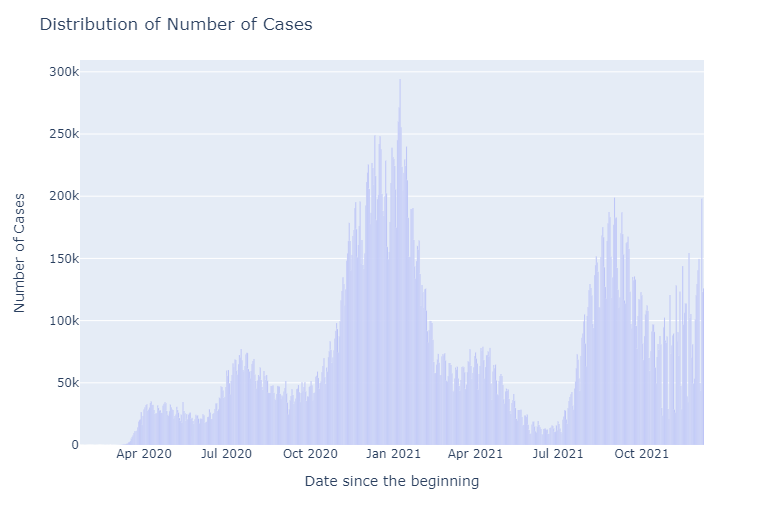 Distribution of Number of Cases
300k
250k
200k
150k
100k
50k
0
Number of Cases
Apr 2020
Jul 2020
Oct 2020
Jan 2021
Apr 2021
Jul 2021
Oct 2021
Date since the beginning